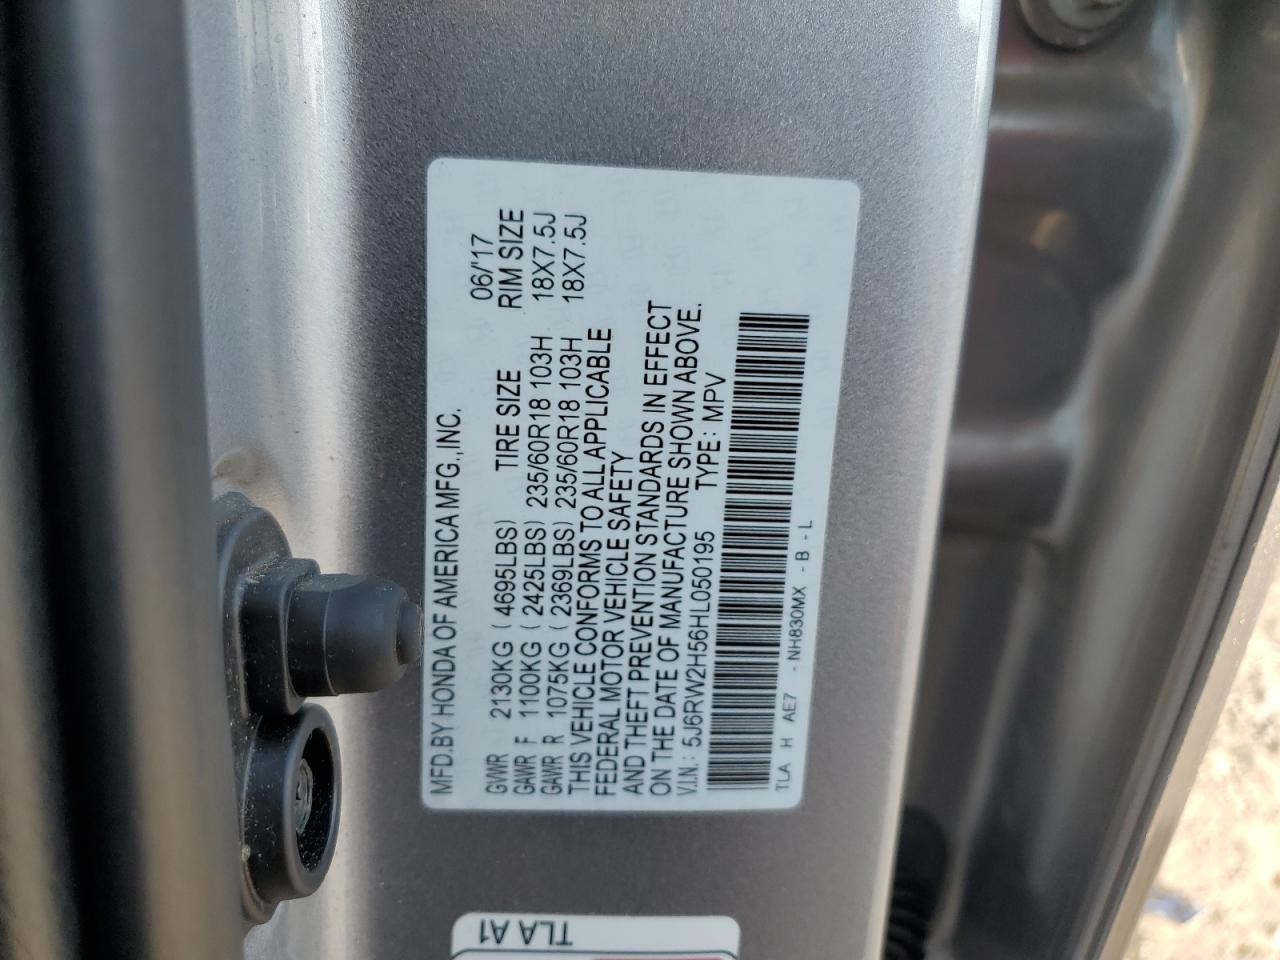 MFD.BY HONDA OF AMERICA MFG.,INC.
06/'17
GVWR 2130KG ( 4695LBS) TIRE SIZE RIM SIZE
GAWR F 1100KG ( 2425LBS) 235/60R18 103H 18X7.5J
GAWR R 1075KG ( 2369LBS) 235/60R18 103H 18X7.5J
THIS VEHICLE CONFORMS TO ALL APPLICABLE
FEDERAL MOTOR VEHICLE SAFETY
AND THEFT PREVENTION STANDARDS IN EFFECT
ON THE DATE OF MANUFACTURE SHOWN ABOVE.
V.I.N.: 5J6RW2H56HL050195 TYPE: MPV
TLA H AE7 - NH830MX - B - L
TLA A1